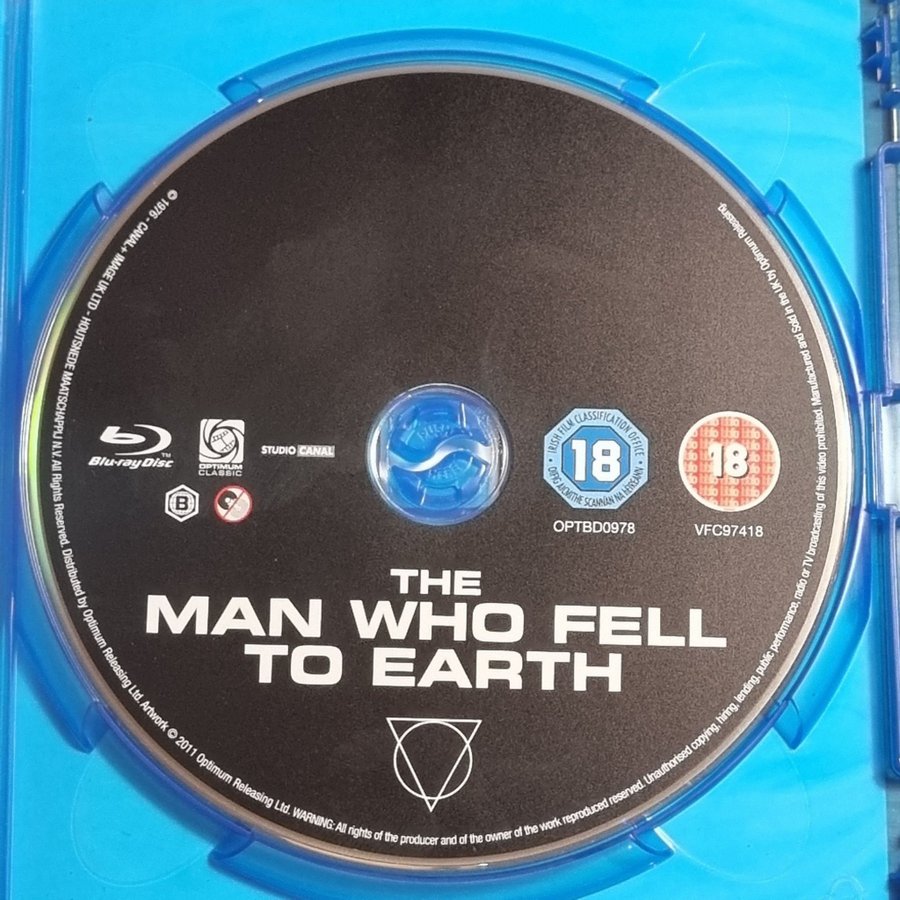 © 1976 - CANAL+ IMAGE UK LTD - HOUTSNEDE MAATSCHAPPIJ N.V. All Rights Reserved. Distributed by Optimum Releasing Ltd. Artwork © 2011 Optimum Releasing Ltd. WARNING: All rights of the producer and of the owner of the work reproduced reserved. Unauthorised copying, hiring, lending, public performance, radio or TV broadcasting of this video prohibited. Manufactured and Sold in the UK by Optimum Releasing.
Blu-ray Disc
OPTIMUM
CLASSIC
STUDIO CANAL
B
IRISH FILM CLASSIFICATION OFFICE
18
OIFIG AICMITHE SCANNÁN NA HÉIREANN
18
OPTBD0978
VFC97418
THE
MAN WHO FELL
TO EARTH